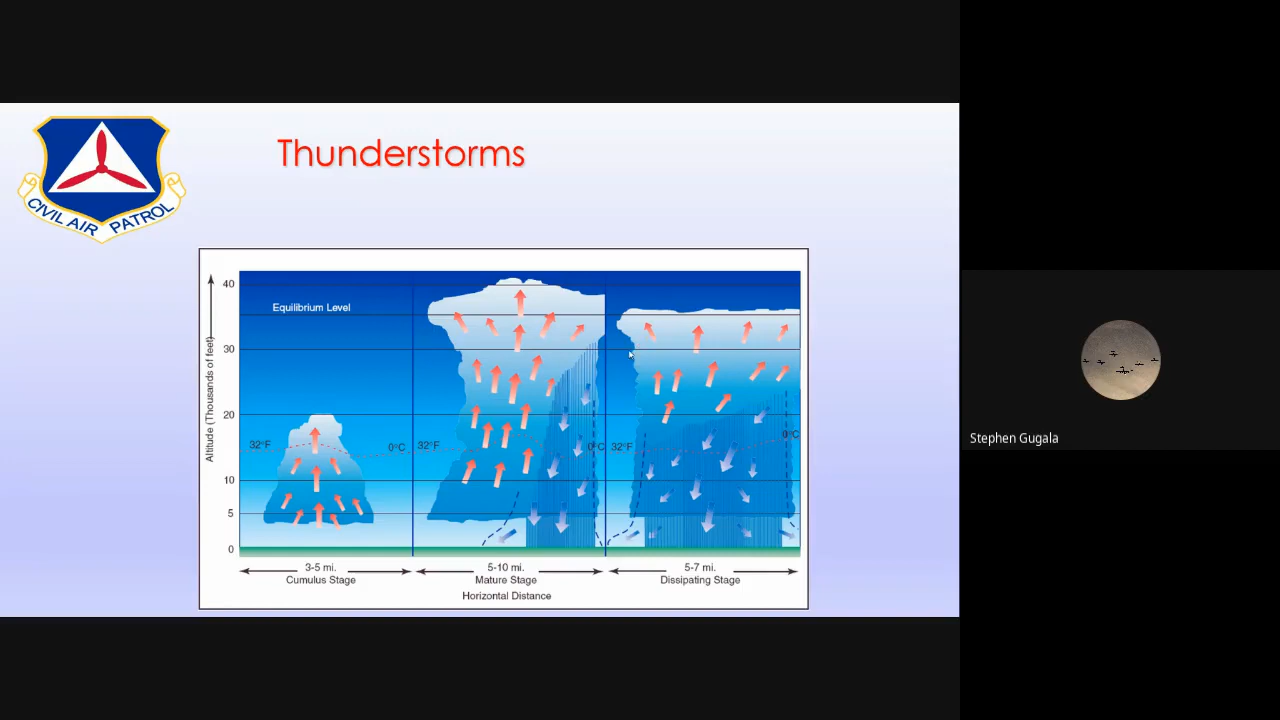 Thunderstorms
CIVIL AIR PATROL
40
Equilibrium Level
30
20
32°F 0°C 32°F 0°C 32°F 0°C
10
5
0
Altitude (Thousands of feet)
3-5 mi. 5-10 mi. 5-7 mi.
Cumulus Stage Mature Stage Dissipating Stage
Horizontal Distance
Stephen Gugala